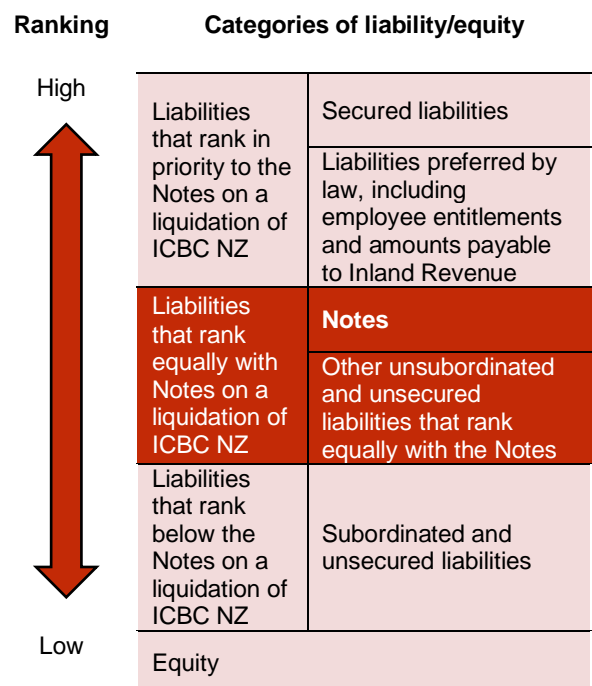 Ranking
Categories of liability/equity
High
Liabilities
that rank in
priority to the
Notes on a
liquidation of
ICBC NZ
Secured liabilities
Liabilities preferred by
law, including
employee entitlements
and amounts payable
to Inland Revenue
Liabilities
that rank
equally with
Notes on a
liquidation of
ICBC NZ
Notes
Other unsubordinated
and unsecured
liabilities that rank
equally with the Notes
Liabilities
that rank
below the
Notes on a
liquidation of
ICBC NZ
Subordinated and
unsecured liabilities
Low
Equity